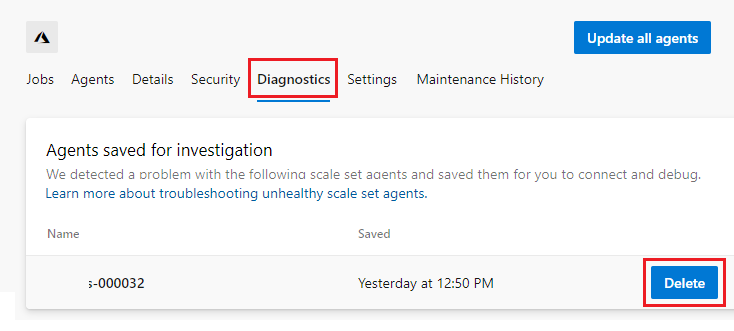 Update all agents
Jobs Agents Details Security Diagnostics Settings Maintenance History
Agents saved for investigation
We detected a problem with the following scale set agents and saved them for you to connect and debug.
Learn more about troubleshooting unhealthy scale set agents.
Name Saved
s-000032 Yesterday at 12:50 PM Delete